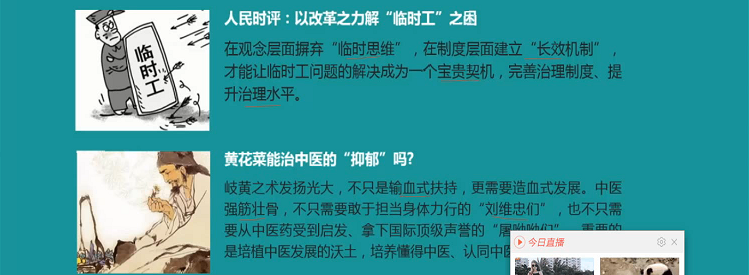 临时工
人民时评：以改革之力解“临时工”之困
在观念层面摒弃“临时思维”，在制度层面建立“长效机制”，
才能让临时工问题的解决成为一个宝贵契机，完善治理制度、提
升治理水平。
黄花菜能治中医的“抑郁”吗？
岐黄之术发扬光大，不只是输血式扶持，更需要造血式发展。中医
强筋壮骨，不只需要敢于担当身体力行的“刘维忠们”，也不只需
要从中医药受到启发、拿下国际顶级声誉的“屠呦呦们”，重要的
是培植中医发展的沃土，培养懂得中医、认同中医
今日直播